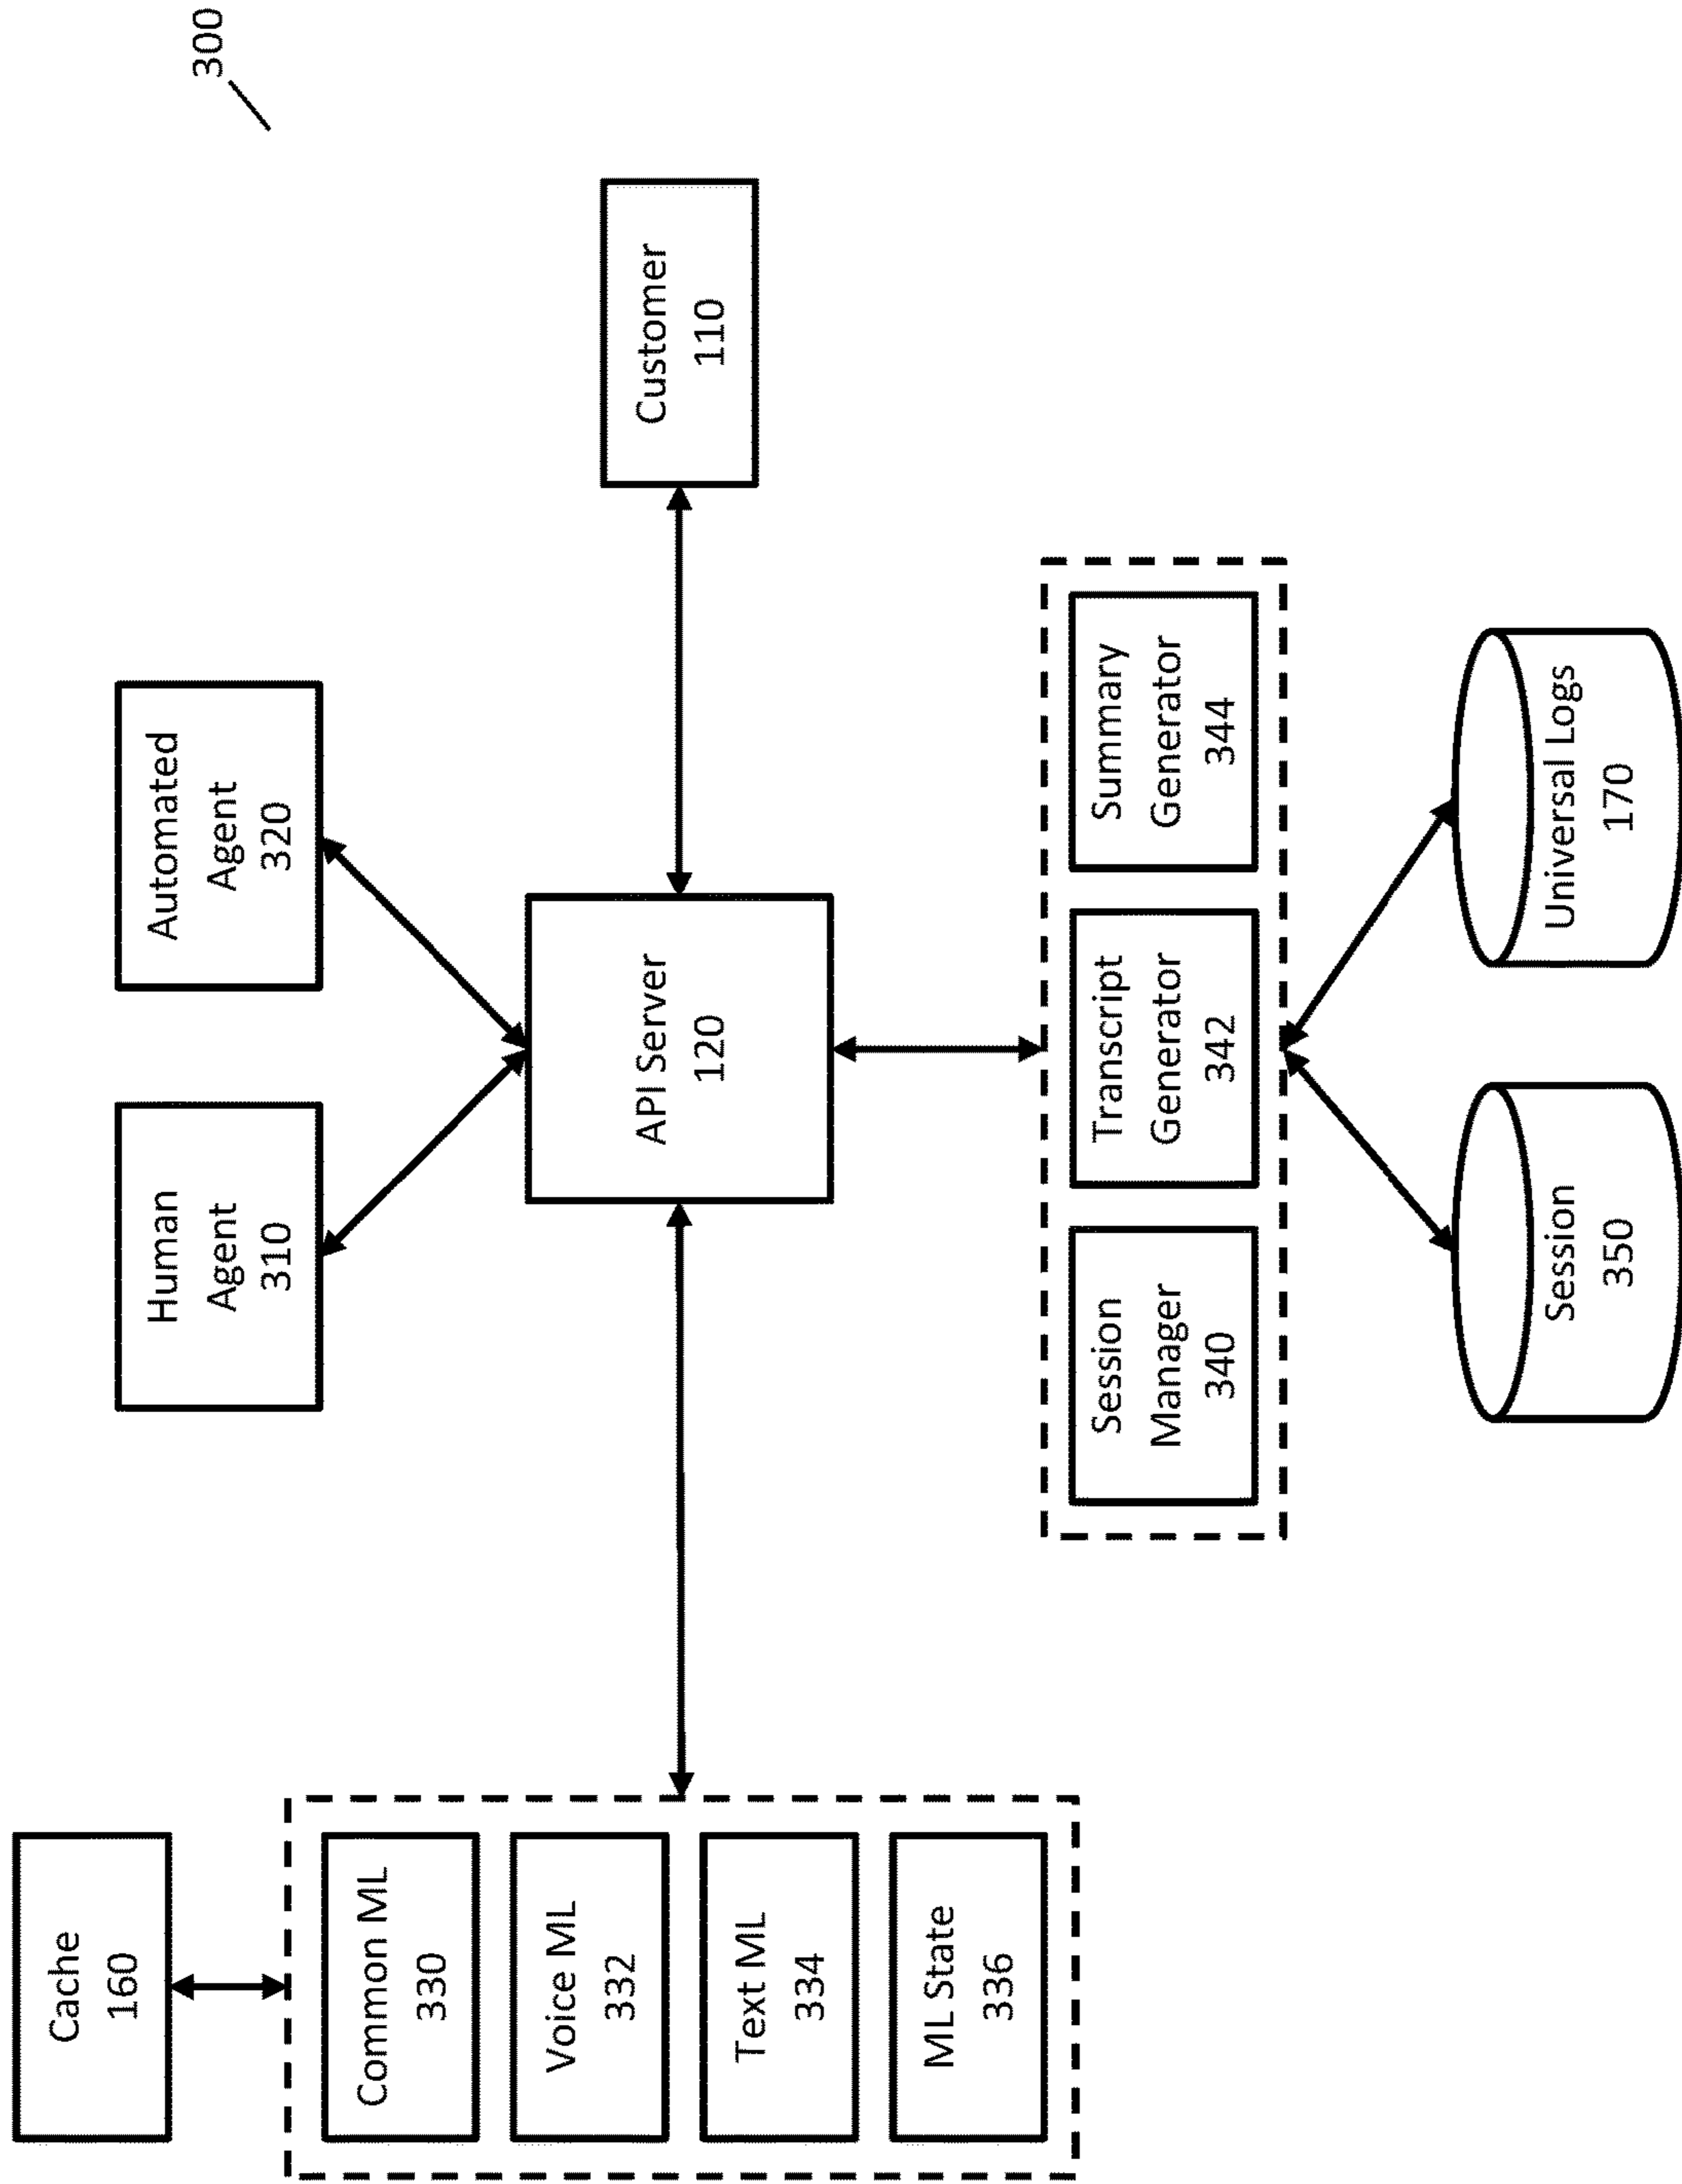 300
Cache
160
Human
Agent
310
Automated
Agent
320
Common ML
330
Voice ML
332
Text ML
334
ML State
336
API Server
120
Customer
110
Session
Manager
340
Transcript
Generator
342
Summary
Generator
344
Session
350
Universal Logs
170